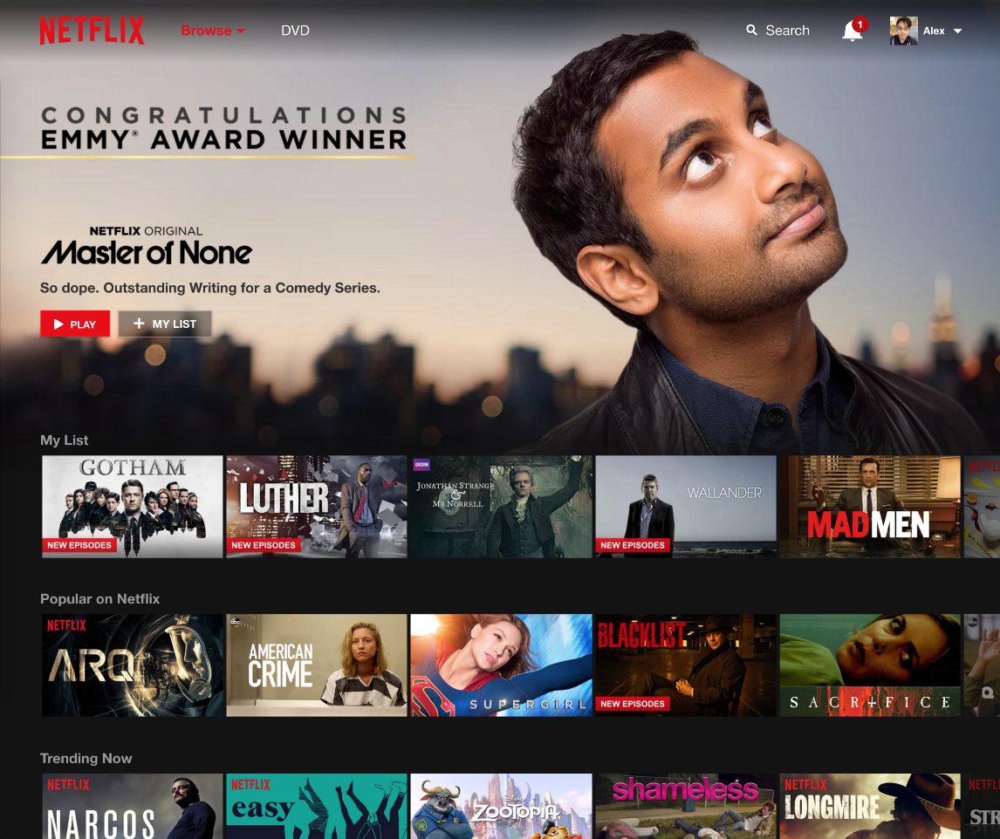 NETFLIX
Browse
DVD
Search
1
Alex
CONGRATULATIONS
EMMY® AWARD WINNER
NETFLIX ORIGINAL
Master of None
So dope. Outstanding Writing for a Comedy Series.
PLAY
+ MY LIST
My List
GOTHAM
NEW EPISODES
LUTHER
NEW EPISODES
JONATHAN STRANGE
&
MR NORRELL
WALLANDER
NEW EPISODES
MADMEN
Popular on Netflix
NETFLIX
ARQ
abc
AMERICAN
CRIME
SUPERGIRL
BLACKLIST
NEW EPISODES
SACRIFICE
abc
Trending Now
NETFLIX
NARCOS
NETFLIX
easy
Disney
ZOOTOPIA
shameless
NETFLIX
LONGMIRE